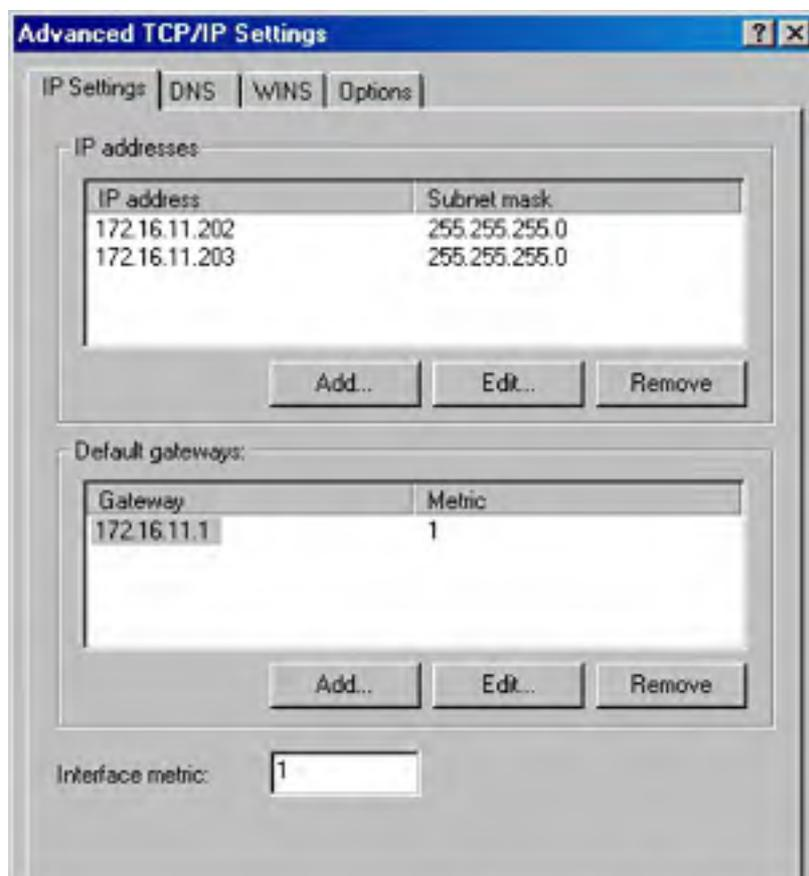 Advanced TCP/IP Settings ? ×
IP Settings DNS WINS Options
IP addresses
IP address Subnet mask
172.16.11.202 255.255.255.0
172.16.11.203 255.255.255.0
Add... Edit... Remove
Default gateways:
Gateway Metric
172.16.11.1 1
Add... Edit... Remove
Interface metric: 1